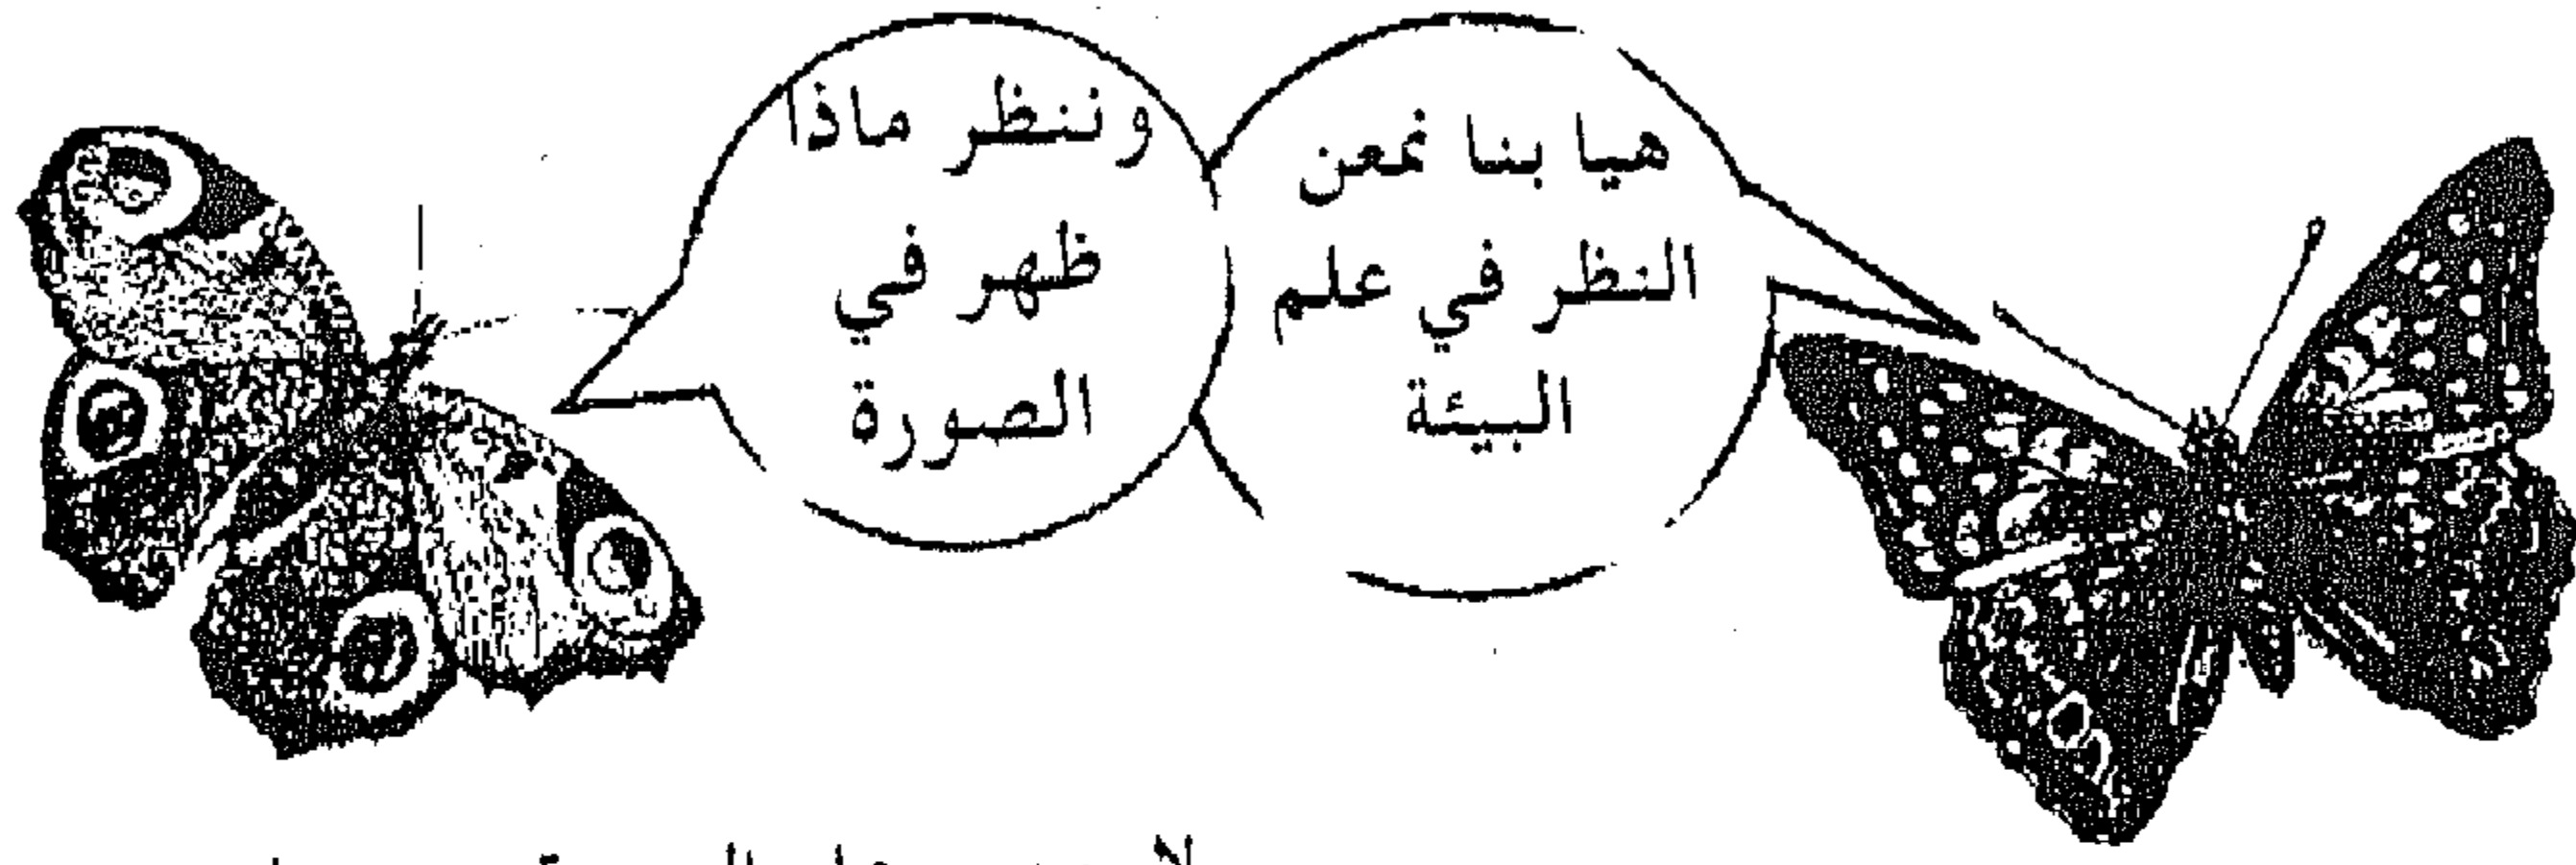 هيا بنا نمعن
النظر في علم
البيئة
وننظر ماذا
ظهر في
الصورة